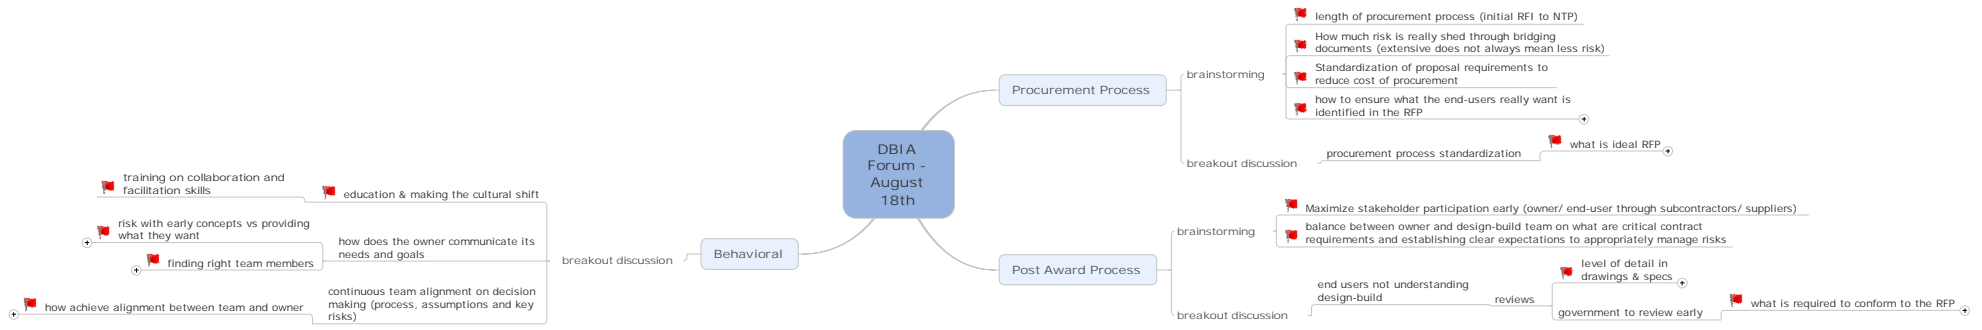 DBIA
Forum -
August
18th
Procurement Process
brainstorming
length of procurement process (initial RFI to NTP)
How much risk is really shed through bridging
documents (extensive does not always mean less risk)
Standardization of proposal requirements to
reduce cost of procurement
how to ensure what the end-users really want is
identified in the RFP
breakout discussion
procurement process standardization
what is ideal RFP
Post Award Process
brainstorming
Maximize stakeholder participation early (owner/ end-user through subcontractors/ suppliers)
balance between owner and design-build team on what are critical contract
requirements and establishing clear expectations to appropriately manage risks
breakout discussion
end users not understanding
design-build
reviews
level of detail in
drawings & specs
government to review early
what is required to conform to the RFP
Behavioral
breakout discussion
education & making the cultural shift
training on collaboration and
facilitation skills
how does the owner communicate its
needs and goals
risk with early concepts vs providing
what they want
finding right team members
continuous team alignment on decision
making (process, assumptions and key
risks)
how achieve alignment between team and owner